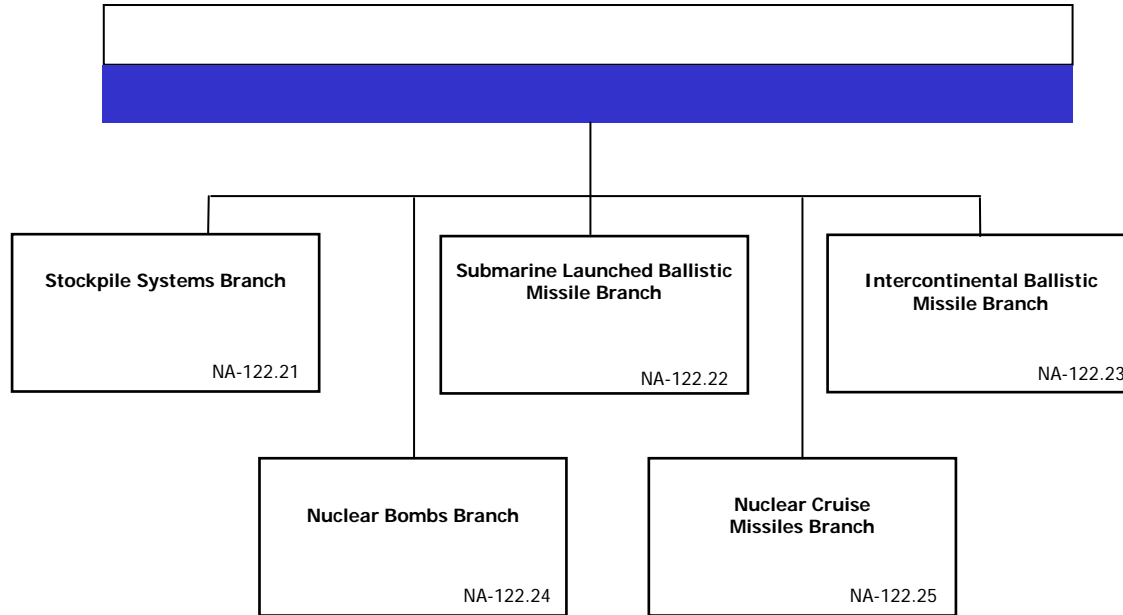 Stockpile Systems Branch
NA-122.21
Submarine Launched Ballistic
Missile Branch
NA-122.22
Intercontinental Ballistic
Missile Branch
NA-122.23
Nuclear Bombs Branch
NA-122.24
Nuclear Cruise
Missiles Branch
NA-122.25